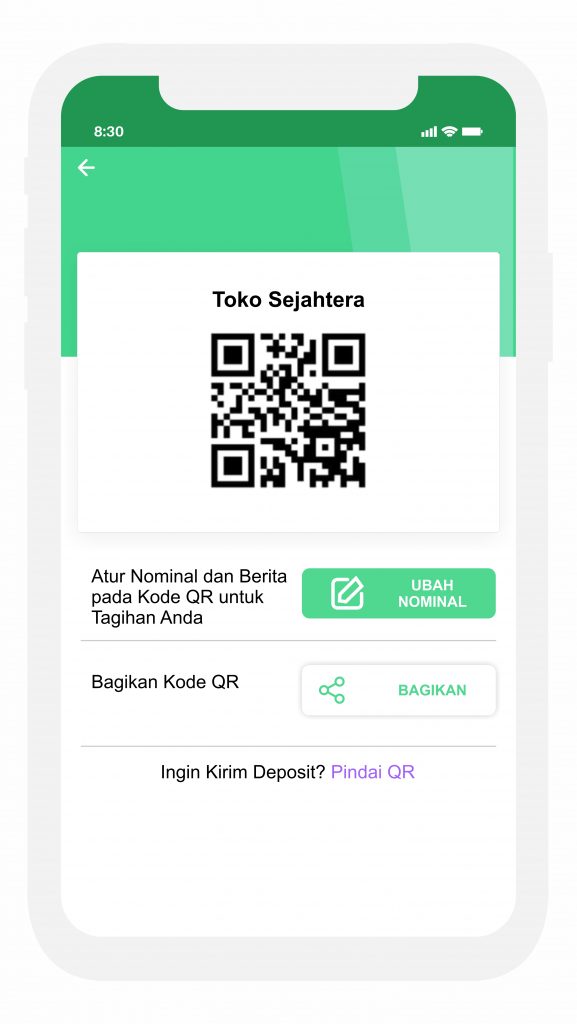 8:30
Toko Sejahtera
Atur Nominal dan Berita
pada Kode QR untuk
Tagihan Anda
UBAH
NOMINAL
Bagikan Kode QR
BAGIKAN
Ingin Kirim Deposit? Pindai QR